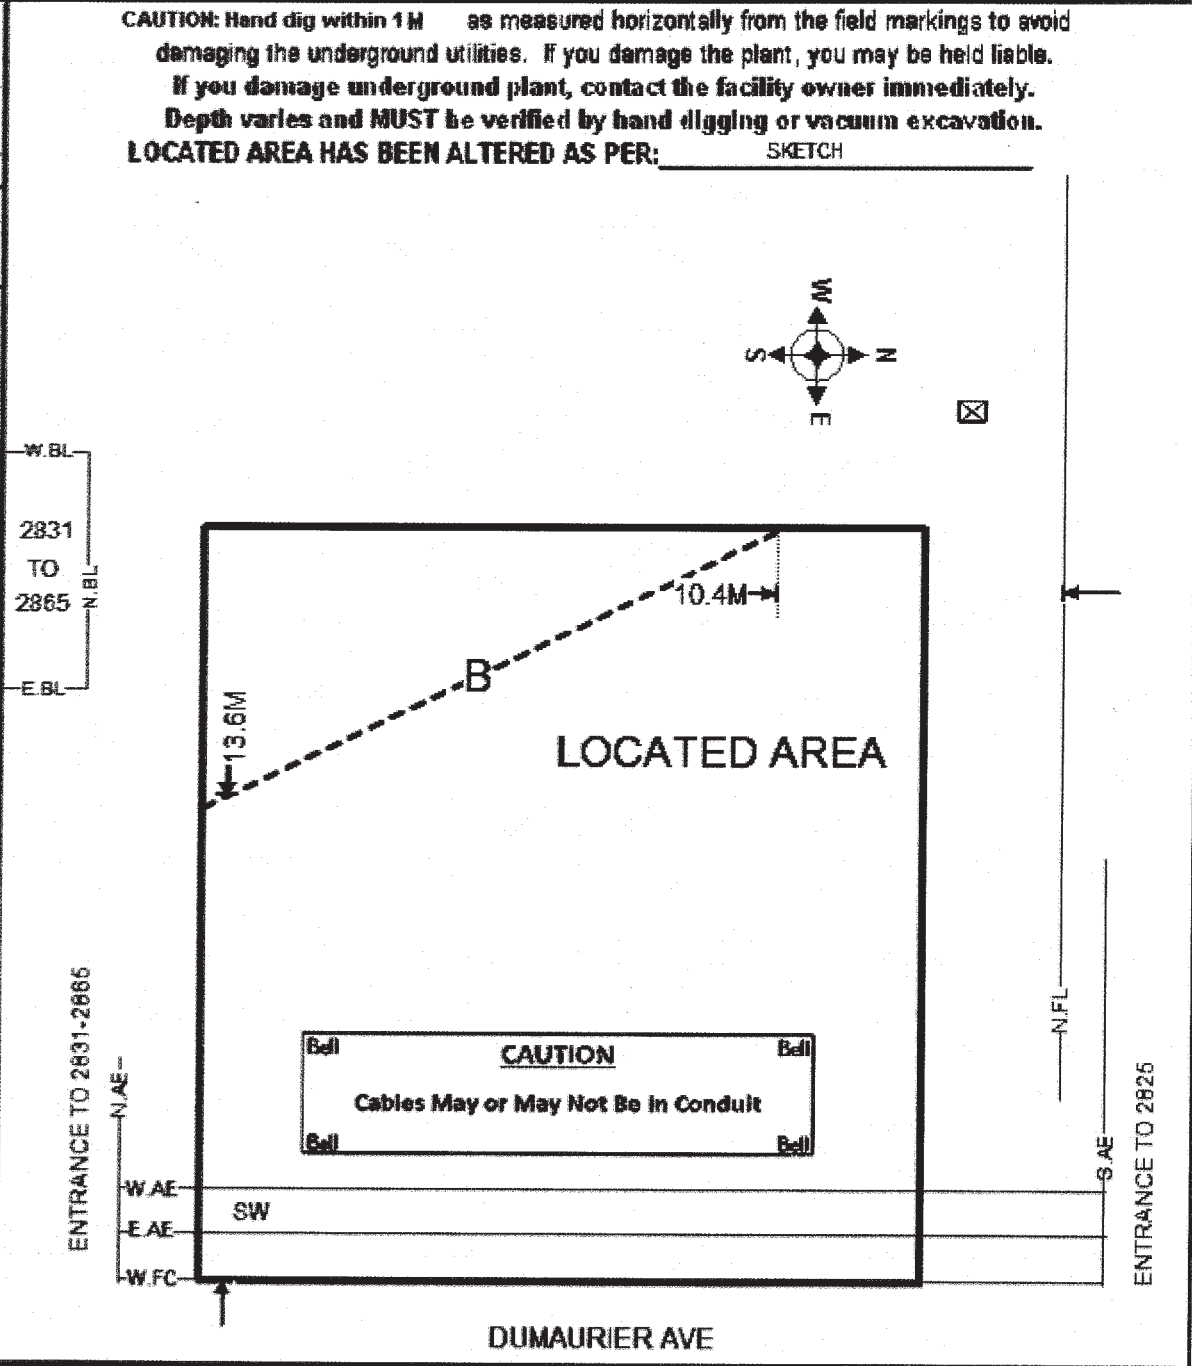 CAUTION: Hand dig within 1 M as measured horizontally from the field markings to avoid
damaging the underground utilities. If you damage the plant, you may be held liable.
If you damage underground plant, contact the facility owner immediately.
Depth varies and MUST be verified by hand digging or vacuum excavation.
LOCATED AREA HAS BEEN ALTERED AS PER: SKETCH
W
S N
E
W.BL
2831
TO
2865
N.BL
E.BL
10.4M
B
13.6M
LOCATED AREA
Bell CAUTION Bell
Cables May or May Not Be in Conduit
Bell Bell
ENTRANCE TO 2831-2865
N.AE
W.AE
SW
E.AE
W.FC
N.FL
S.AE
ENTRANCE TO 2825
DUMAURIER AVE